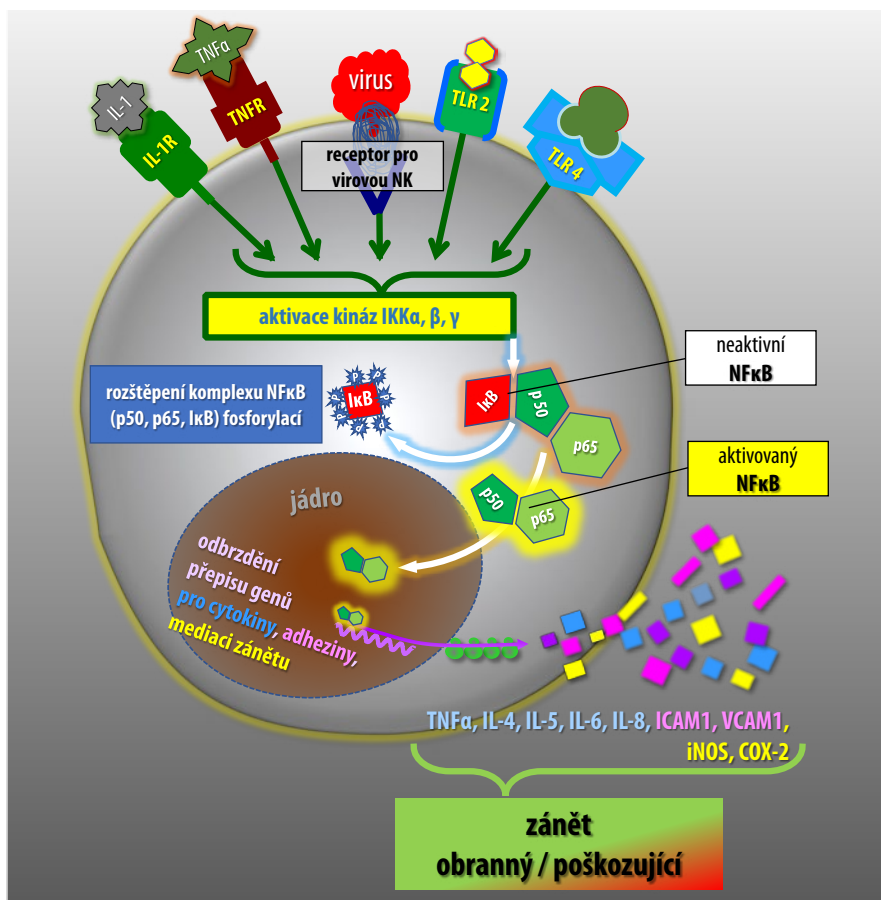 TNFα
IL-1
IL-1R
TNFR
virus
TLR 2
TLR 4
receptor pro
virovou NK
aktivace kináz IKKα, β, γ
neaktivní
NFκB
rozštěpení komplexu NFκB
(p50, p65, IκB) fosforylací
P
P
P
P
P
P
P
P
IκB
IκB
p 50
p65
aktivovaný
NFκB
p50
p65
jádro
odbrzdění
přepisu genů
pro cytokiny, adheziny,
mediaci zánětu
TNFα, IL-4, IL-5, IL-6, IL-8, ICAM1, VCAM1,
iNOS, COX-2
zánět
obranný / poškozující